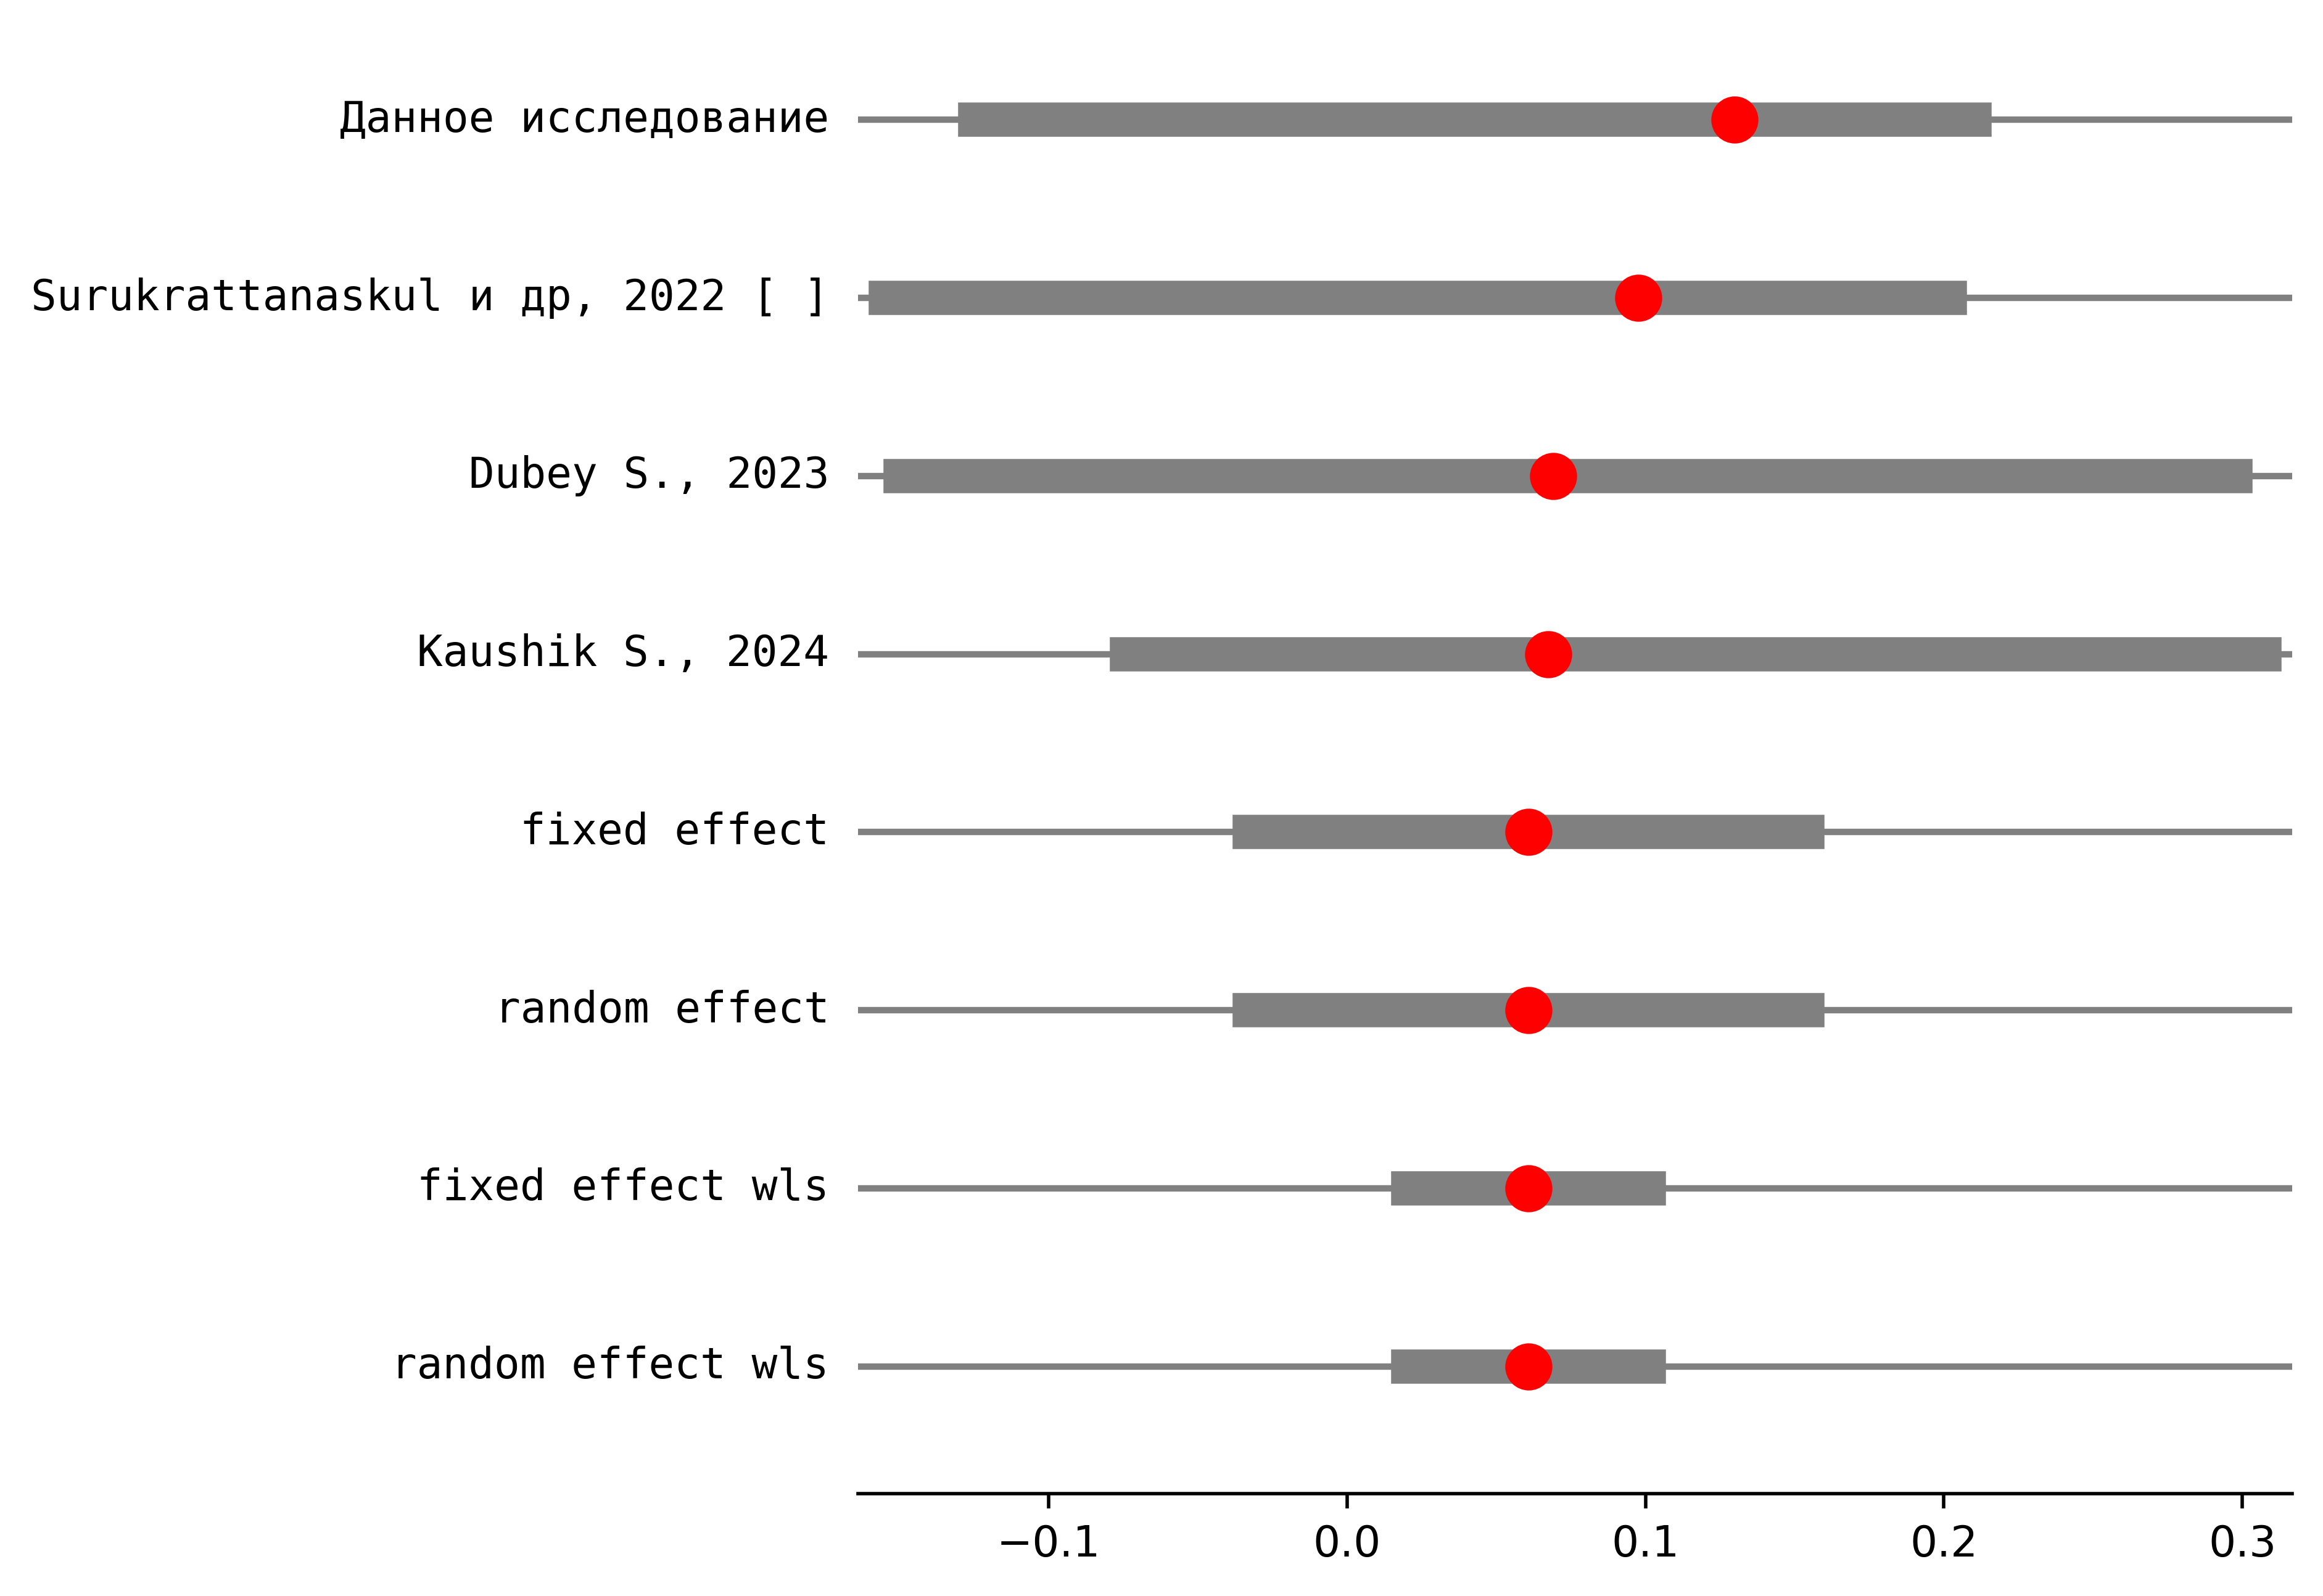 Данное исследование
Surukrattanaskul и др, 2022 [ ]
Dubey S., 2023
Kaushik S., 2024
fixed effect
random effect
fixed effect wls
random effect wls
−0.1 0.0 0.1 0.2 0.3